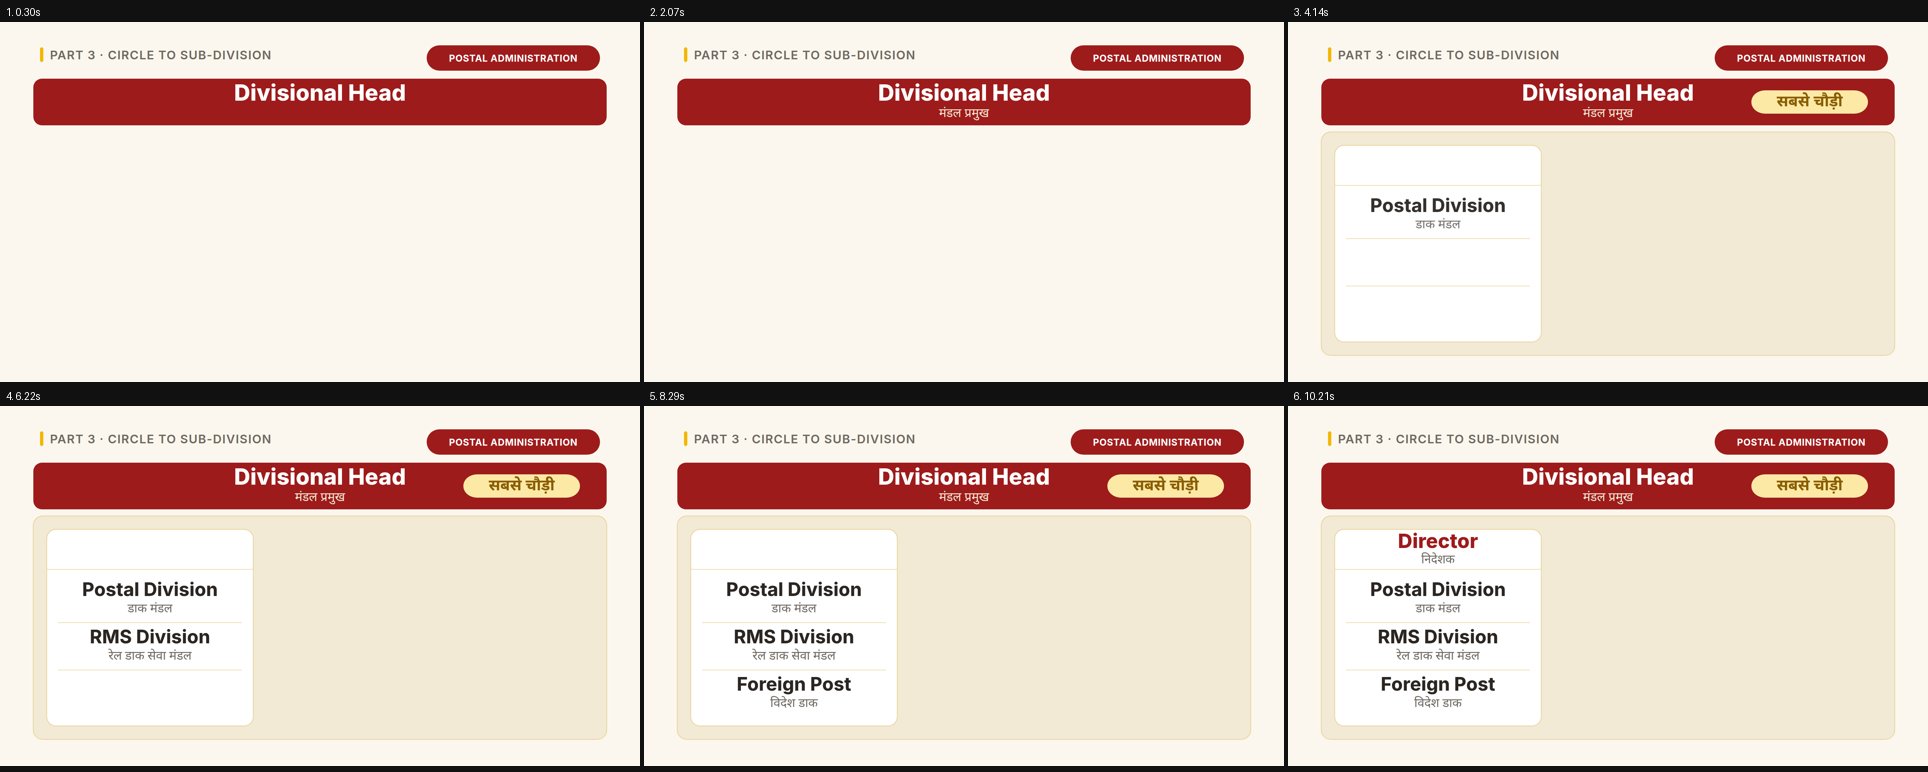 1. 0.30s
PART 3 · CIRCLE TO SUB-DIVISION
POSTAL ADMINISTRATION
Divisional Head
2. 2.07s
PART 3 · CIRCLE TO SUB-DIVISION
POSTAL ADMINISTRATION
Divisional Head
मंडल प्रमुख
3. 4.14s
PART 3 · CIRCLE TO SUB-DIVISION
POSTAL ADMINISTRATION
Divisional Head
मंडल प्रमुख
सबसे चौड़ी
Postal Division
डाक मंडल
4. 6.22s
PART 3 · CIRCLE TO SUB-DIVISION
POSTAL ADMINISTRATION
Divisional Head
मंडल प्रमुख
सबसे चौड़ी
Postal Division
डाक मंडल
RMS Division
रेल डाक सेवा मंडल
5. 8.29s
PART 3 · CIRCLE TO SUB-DIVISION
POSTAL ADMINISTRATION
Divisional Head
मंडल प्रमुख
सबसे चौड़ी
Postal Division
डाक मंडल
RMS Division
रेल डाक सेवा मंडल
Foreign Post
विदेश डाक
6. 10.21s
PART 3 · CIRCLE TO SUB-DIVISION
POSTAL ADMINISTRATION
Divisional Head
मंडल प्रमुख
सबसे चौड़ी
Director
निदेशक
Postal Division
डाक मंडल
RMS Division
रेल डाक सेवा मंडल
Foreign Post
विदेश डाक